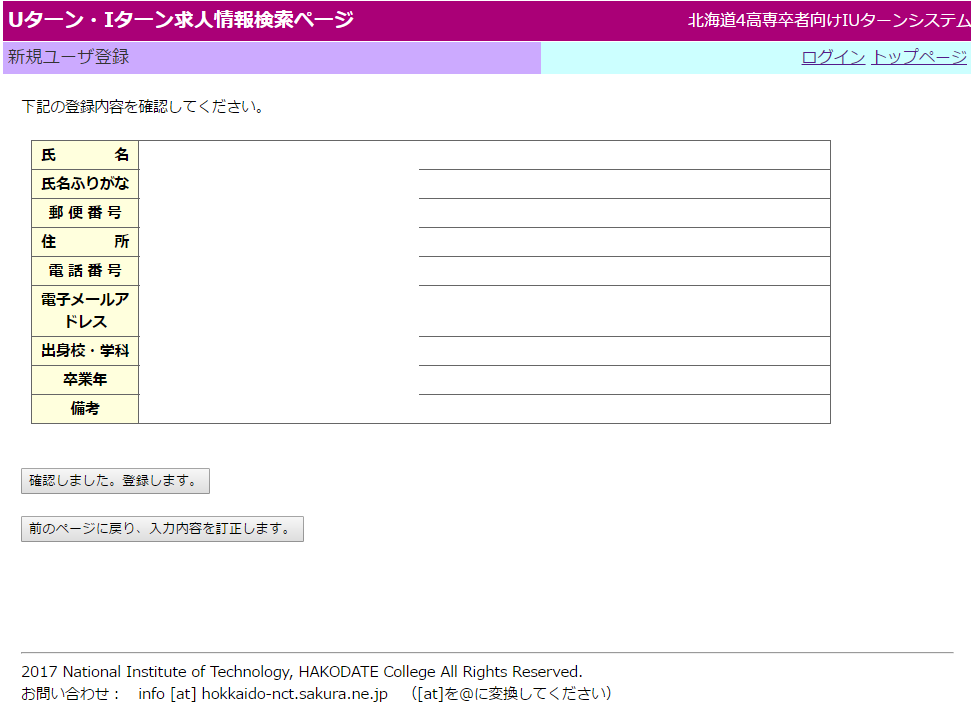 Uターン・Iターン求人情報検索ページ 北海道4高専卒者向けIUターンシステム
新規ユーザ登録 ログイン トップページ
下記の登録内容を確認してください。
氏 名
氏名ふりがな
郵 便 番 号
住 所
電 話 番 号
電子メールア
ドレス
出身校・学科
卒業年
備考
確認しました。登録します。
前のページに戻り、入力内容を訂正します。
2017 National Institute of Technology, HAKODATE College All Rights Reserved.
お問い合わせ： info [at] hokkaido-nct.sakura.ne.jp （[at]を@に変換してください）